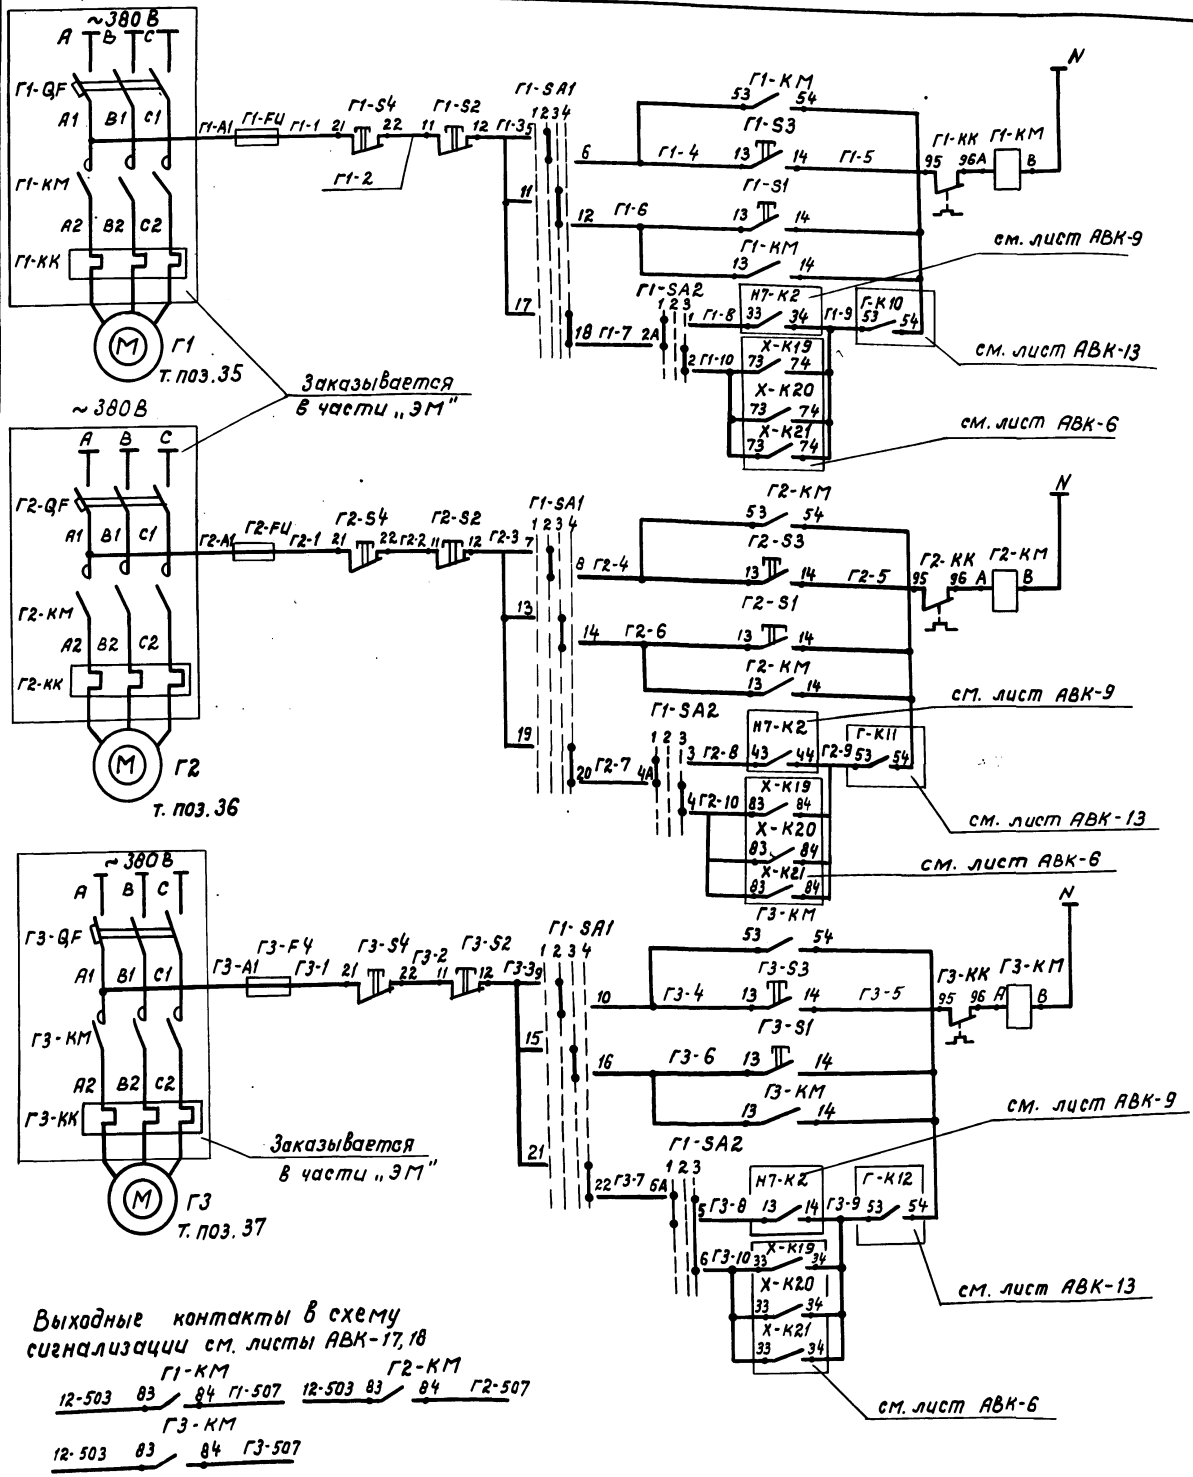 ~380В
А В С
Г1-QF
А1 В1 С1
Г1-А1 Г1-FU Г1-1 21 Г1-S4 22 11 Г1-S2 12 Г1-3 5
Г1-2
Г1-SA1
1 2 3 4
Г1-КМ
53 54
Г1-S3
6 Г1-4 13 14 Г1-5
Г1-КК Г1-КМ
95 96 А В
N
Г1-S1
11
12 Г1-6 13 14
Г1-КМ
13 14
Г1-КМ
А2 В2 С2
Г1-КК
М Г1
т. поз.35
17
18 Г1-7 2А
Г1-SA2
1 2 3
1 Г1-8
Н7-К2
33 34
Г1-9
Г-К10
53 54
см. лист АВК-9
см. лист АВК-13
2 Г1-10
Х-К19
73 74
Х-К20
73 74
Х-К21
73 74
см. лист АВК-6
Заказывается
в части „ЭМ"
~380В
А В С
Г2-QF
А1 В1 С1
Г2-А1 Г2-FU Г2-1 21 Г2-S4 22 Г2-2 11 Г2-S2 12 Г2-3 7
Г1-SA1
1 2 3 4
Г2-КМ
53 54
Г2-S3
8 Г2-4 13 14 Г2-5
Г2-КК Г2-КМ
95 96 А В
N
Г2-S1
13
14 Г2-6 13 14
Г2-КМ
13 14
Г2-КМ
А2 В2 С2
Г2-КК
М Г2
т. поз.36
19
20 Г2-7 4А
Г1-SA2
1 2 3
3 Г2-8
Н7-К2
43 44
Г2-9
Г-К11
53 54
см. лист АВК-9
см. лист АВК-13
4 Г2-10
Х-К19
83 84
Х-К20
83 84
Х-К21
83 84
см. лист АВК-6
~380В
А В С
Г3-QF
А1 В1 С1
Г3-А1 Г3-F4 Г3-1 21 Г3-S4 22 Г3-2 11 Г3-S2 12 Г3-3 9
Г1-SA1
1 2 3 4
Г3-КМ
53 54
Г3-S3
10 Г3-4 13 14 Г3-5
Г3-КК Г3-КМ
95 96 А В
N
Г3-S1
15
16 Г3-6 13 14
Г3-КМ
13 14
Г3-КМ
А2 В2 С2
Г3-КК
М Г3
т. поз.37
Заказывается
в части „ЭМ"
21
22 Г3-7 6А
Г1-SA2
1 2 3
5 Г3-8
Н7-К2
13 14
Г3-9
Г-К12
53 54
см. лист АВК-9
см. лист АВК-13
6 Г3-10
Х-К19
33 34
Х-К20
33 34
Х-К21
33 34
см. лист АВК-6
Выходные контакты в схему
сигнализации см. листы АВК-17,18
Г1-КМ
12-503 83 84 Г1-507
Г2-КМ
12-503 83 84 Г2-507
Г3-КМ
12-503 83 84 Г3-507